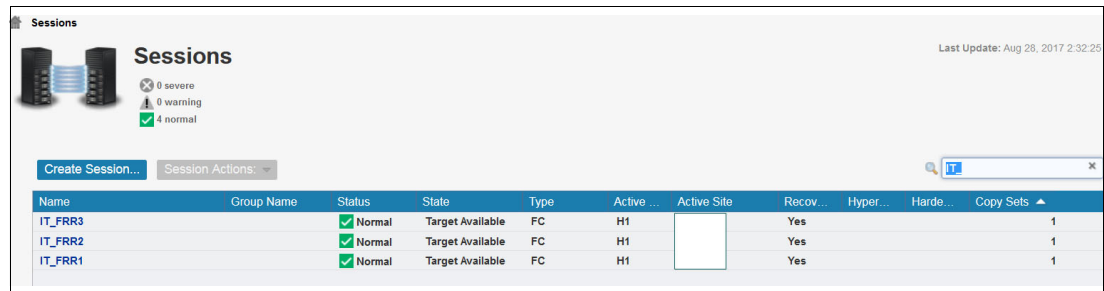 Sessions
Sessions
Last Update: Aug 28, 2017 2:32:25
0 severe
0 warning
4 normal
Create Session... Session Actions:
IT_
Name Group Name Status State Type Active ... Active Site Recov... Hyper... Harde... Copy Sets
IT_FRR3 Normal Target Available FC H1 Yes 1
IT_FRR2 Normal Target Available FC H1 Yes 1
IT_FRR1 Normal Target Available FC H1 Yes 1